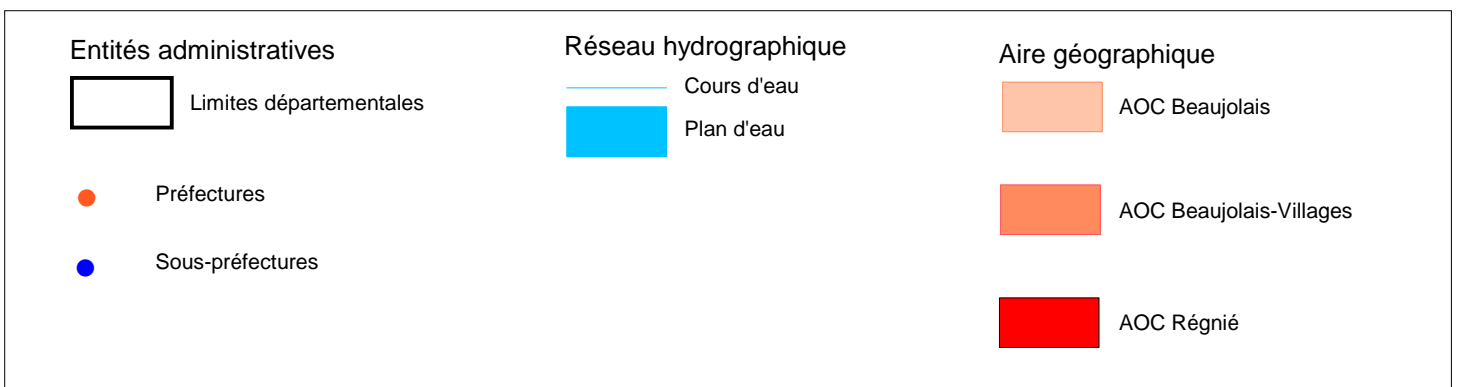 Entités administratives
Limites départementales
Préfectures
Sous-préfectures
Réseau hydrographique
Cours d'eau
Plan d'eau
Aire géographique
AOC Beaujolais
AOC Beaujolais-Villages
AOC Régnié